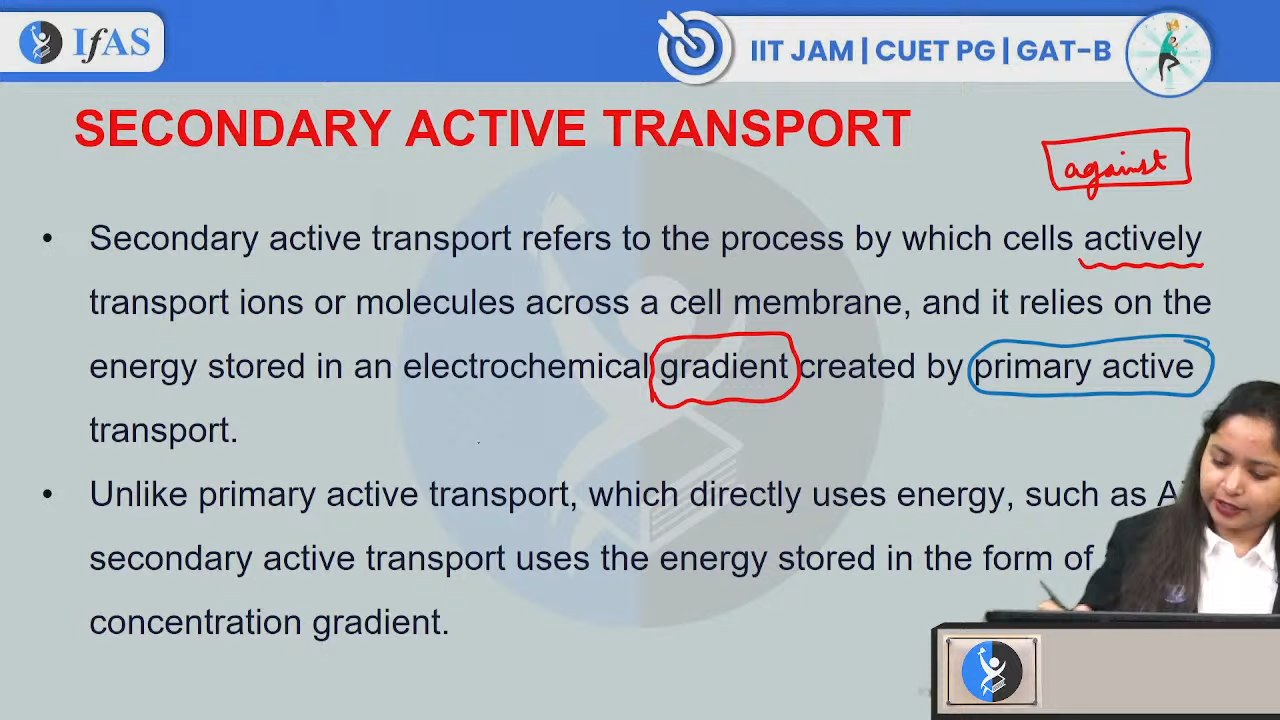 IfAS
IIT JAM | CUET PG | GAT-B
SECONDARY ACTIVE TRANSPORT
against
• Secondary active transport refers to the process by which cells actively
transport ions or molecules across a cell membrane, and it relies on the
energy stored in an electrochemical gradient created by primary active
transport.
• Unlike primary active transport, which directly uses energy, such as
secondary active transport uses the energy stored in the form of
concentration gradient.